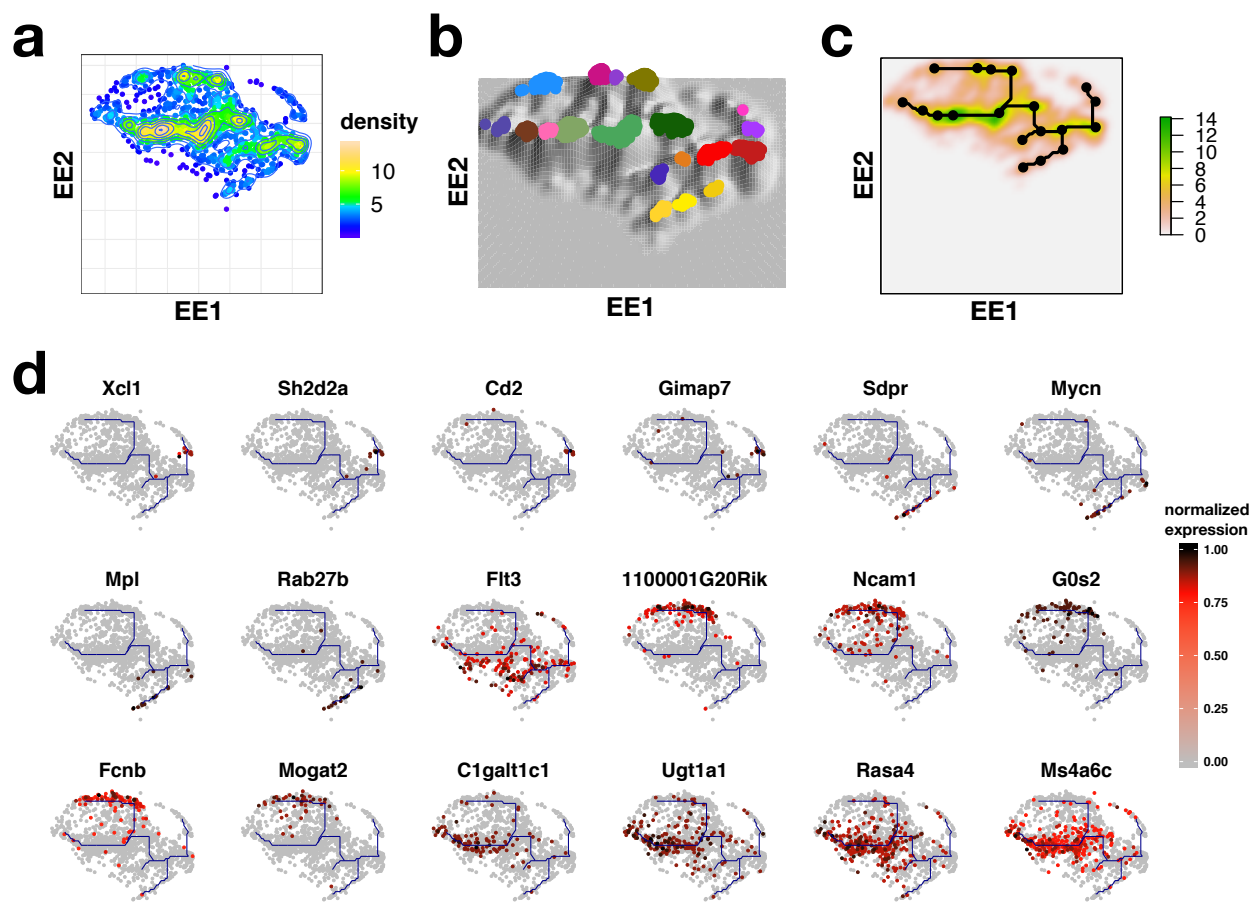 a
b
c
EE2
EE1
density
10
5
EE2
EE1
EE2
EE1
14
12
10
8
6
4
2
0
d
Xcl1 Sh2d2a Cd2 Gimap7 Sdpr Mycn
Mpl Rab27b Flt3 1100001G20Rik Ncam1 G0s2
Fcnb Mogat2 C1galt1c1 Ugt1a1 Rasa4 Ms4a6c
normalized
expression
1.00
0.75
0.50
0.25
0.00